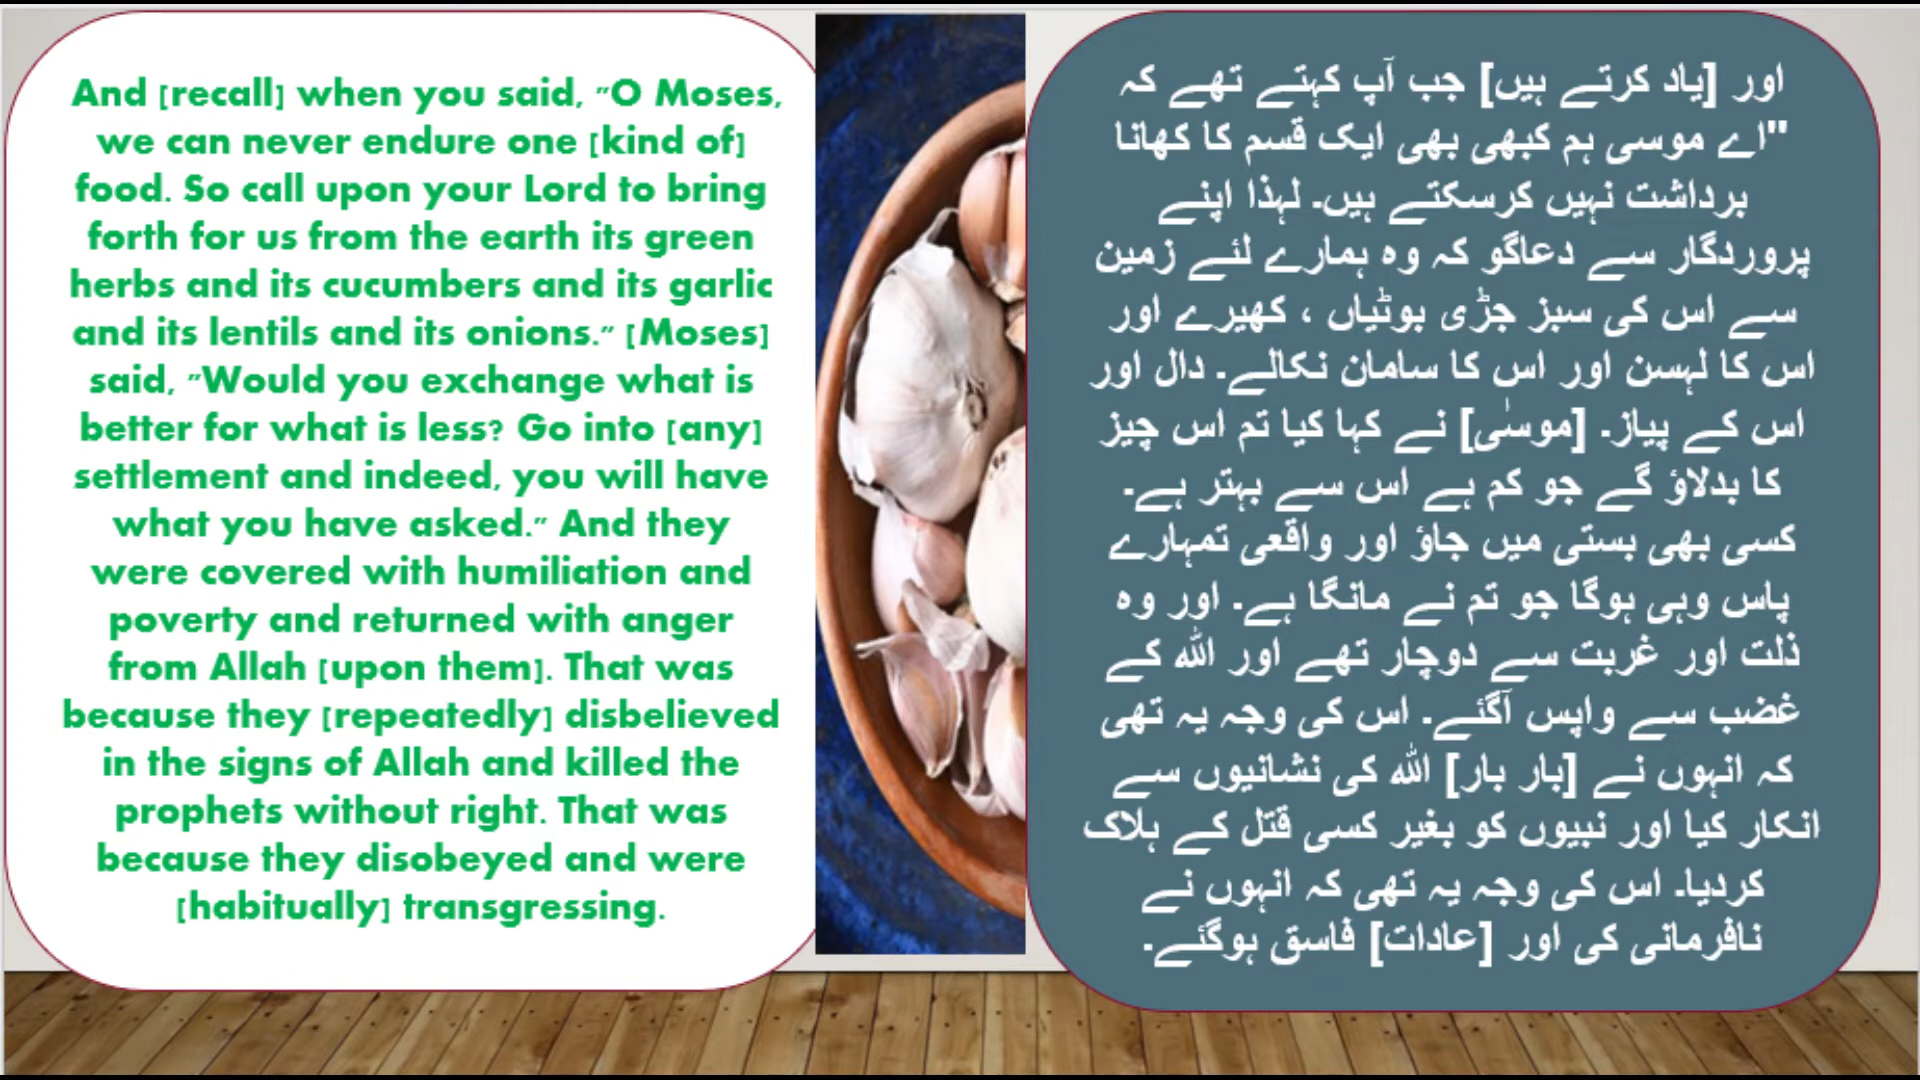 And [recall] when you said, "O Moses,
we can never endure one [kind of]
food. So call upon your Lord to bring
forth for us from the earth its green
herbs and its cucumbers and its garlic
and its lentils and its onions." [Moses]
said, "Would you exchange what is
better for what is less? Go into [any]
settlement and indeed, you will have
what you have asked." And they
were covered with humiliation and
poverty and returned with anger
from Allah [upon them]. That was
because they [repeatedly] disbelieved
in the signs of Allah and killed the
prophets without right. That was
because they disobeyed and were
[habitually] transgressing.
اور [یاد کرتے ہیں] جب آپ کہتے تھے کہ
"اے موسی ہم کبھی بھی ایک قسم کا کھانا
برداشت نہیں کرسکتے ہیں۔ لہذا اپنے
پروردگار سے دعاگو کہ وہ ہمارے لئے زمین
سے اس کی سبز جڑی بوٹیاں ، کھیرے اور
اس کا لہسن اور اس کا سامان نکالے۔ دال اور
اس کے پیاز۔ [موسیٰ] نے کہا کیا تم اس چیز
کا بدلاؤ گے جو کم ہے اس سے بہتر ہے۔
کسی بھی بستی میں جاؤ اور واقعی تمہارے
پاس وہی ہوگا جو تم نے مانگا ہے۔ اور وہ
ذلت اور غربت سے دوچار تھے اور اللہ کے
غضب سے واپس آگئے۔ اس کی وجہ یہ تھی
کہ انہوں نے [بار بار] اللہ کی نشانیوں سے
انکار کیا اور نبیوں کو بغیر کسی قتل کے ہلاک
کردیا۔ اس کی وجہ یہ تھی کہ انہوں نے
نافرمانی کی اور [عادات] فاسق ہوگئے۔